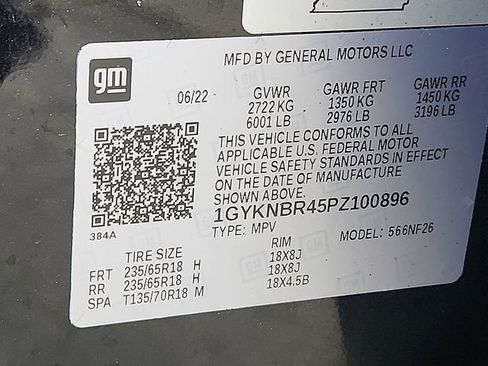 gm
MFD BY GENERAL MOTORS LLC
06/22 GVWR GAWR FRT GAWR RR
2722 KG 1350 KG 1450 KG
6001 LB 2976 LB 3196 LB
THIS VEHICLE CONFORMS TO ALL
APPLICABLE U.S. FEDERAL MOTOR
VEHICLE SAFETY STANDARDS IN EFFECT
ON THE DATE OF MANUFACTURE
SHOWN ABOVE.
1GYKNBR45PZ100896
384A TYPE: MPV MODEL: 566NF26
TIRE SIZE RIM
FRT 235/65R18 H 18X8J
RR 235/65R18 H 18X8J
SPA T135/70R18 M 18X4.5B